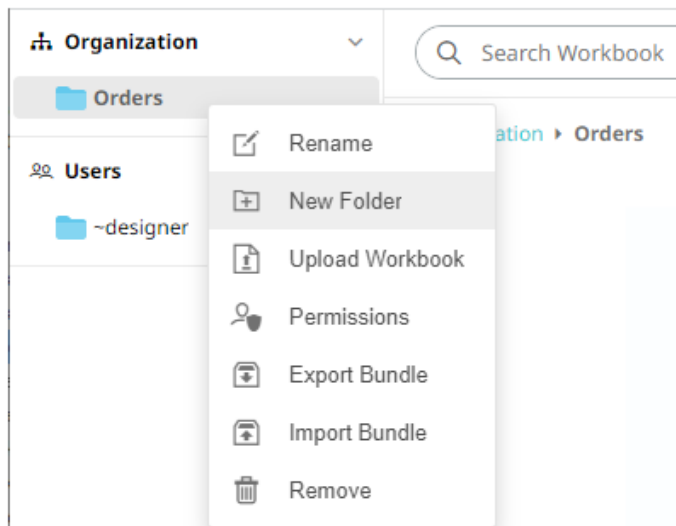 Organization
Orders
Users
~designer
Search Workbook
ation ▸ Orders
Rename
New Folder
Upload Workbook
Permissions
Export Bundle
Import Bundle
Remove